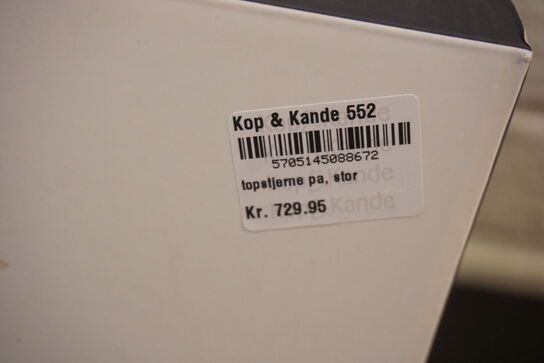 Kop & Kande 552
5705145088672
topstjerne pa, stor
Kr. 729.95